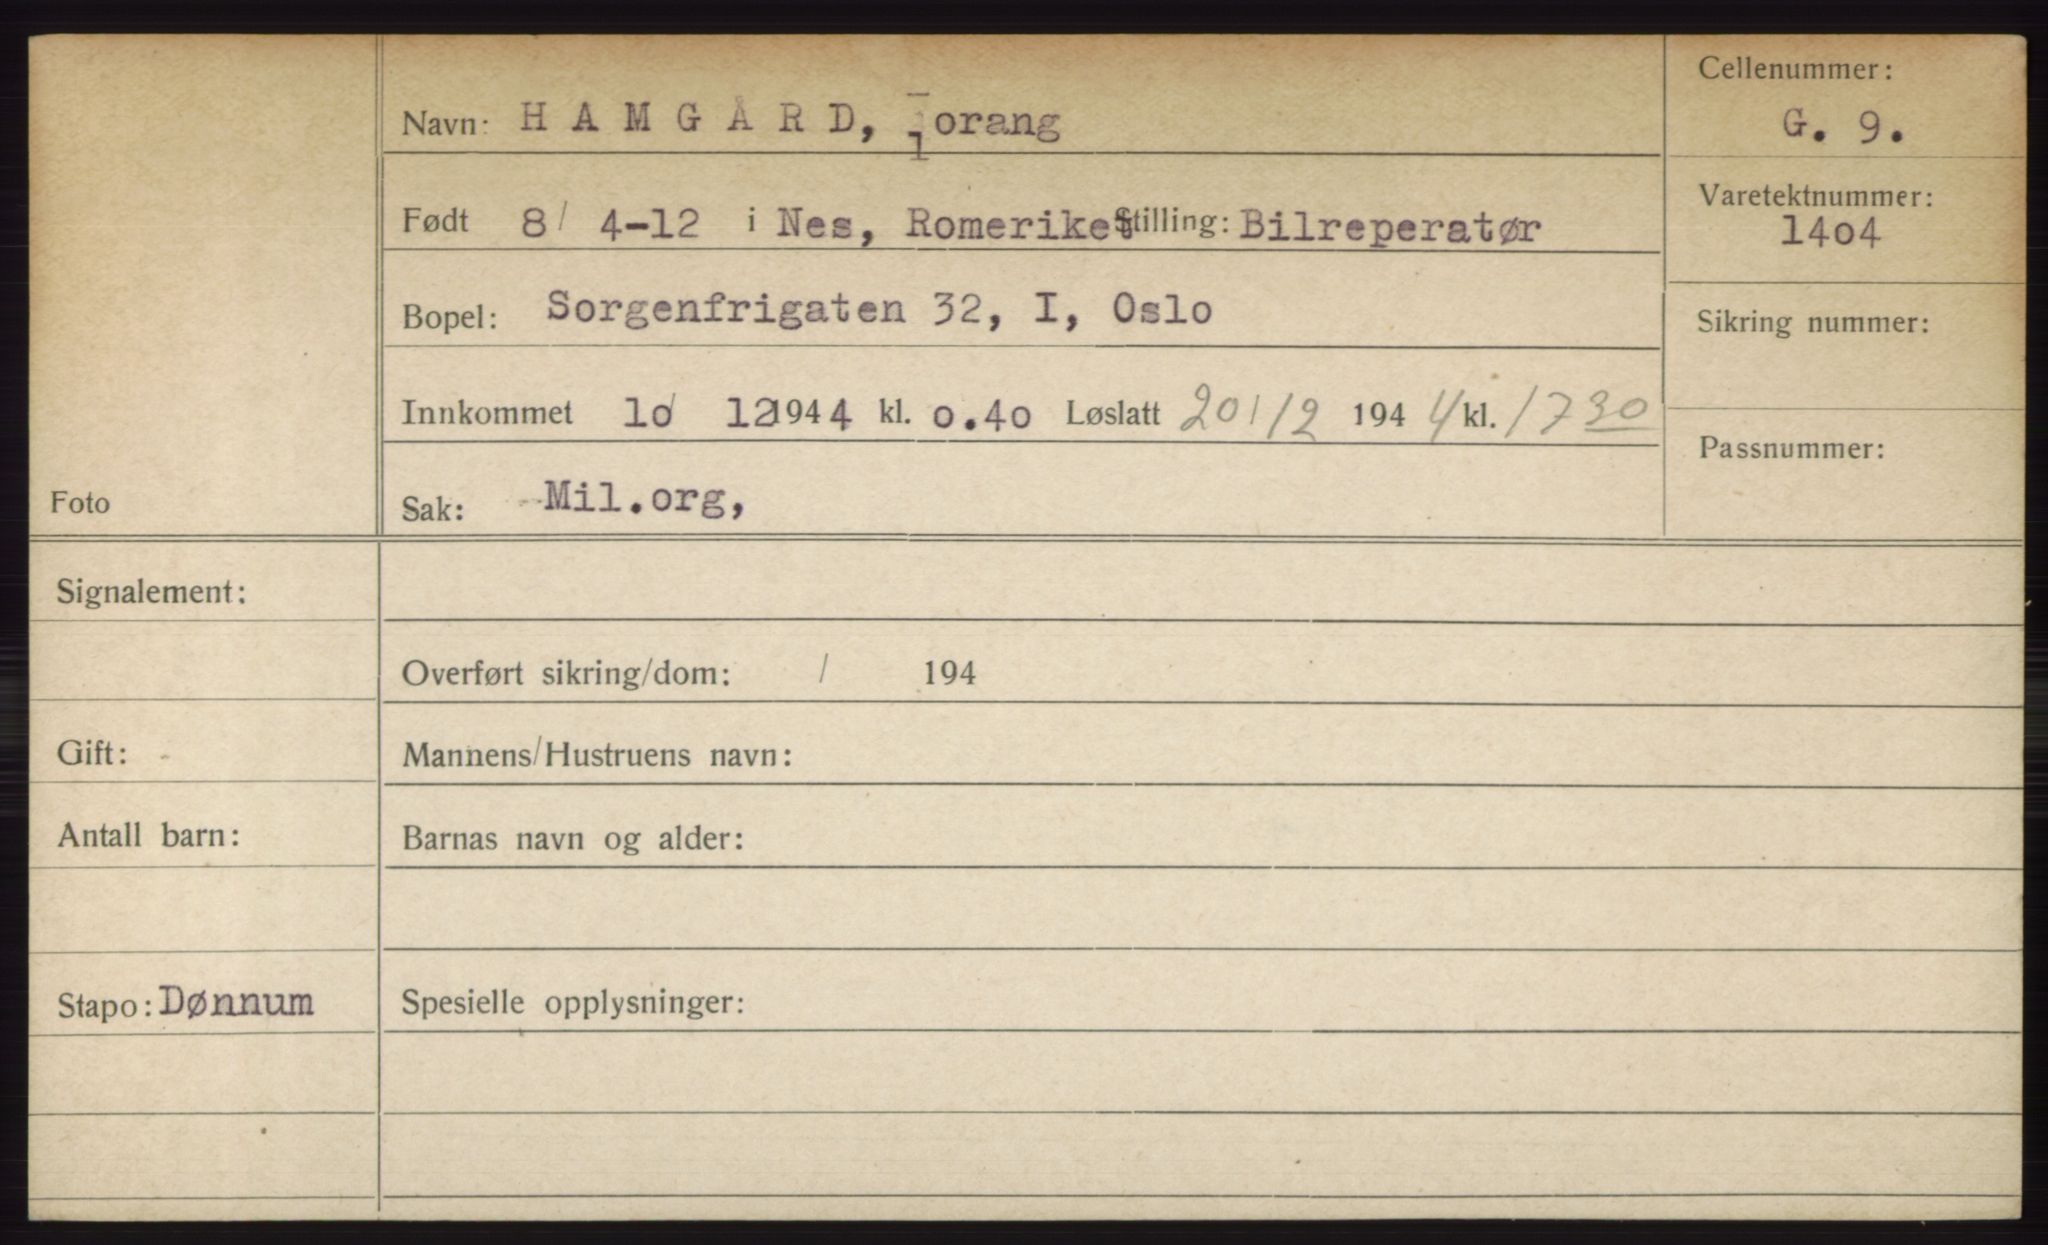 Navn: H A M G Å R D, Torang
Cellenummer:
G. 9.
Født 8/ 4-12 i Nes, Romeriket Stilling: Bilreperatør
Varetektnummer:
1404
Bopel: Sorgenfrigaten 32, I, Oslo
Sikring nummer:
Innkommet 10/ 12 1944 kl. 0.40 Løslatt 20/12 1944 kl. 1730
Passnummer:
Foto
Sak: Mil.org,
Signalement:
Overført sikring/dom: / 194
Gift:
Mannens/Hustruens navn:
Antall barn:
Barnas navn og alder:
Stapo: Dønnum
Spesielle opplysninger: